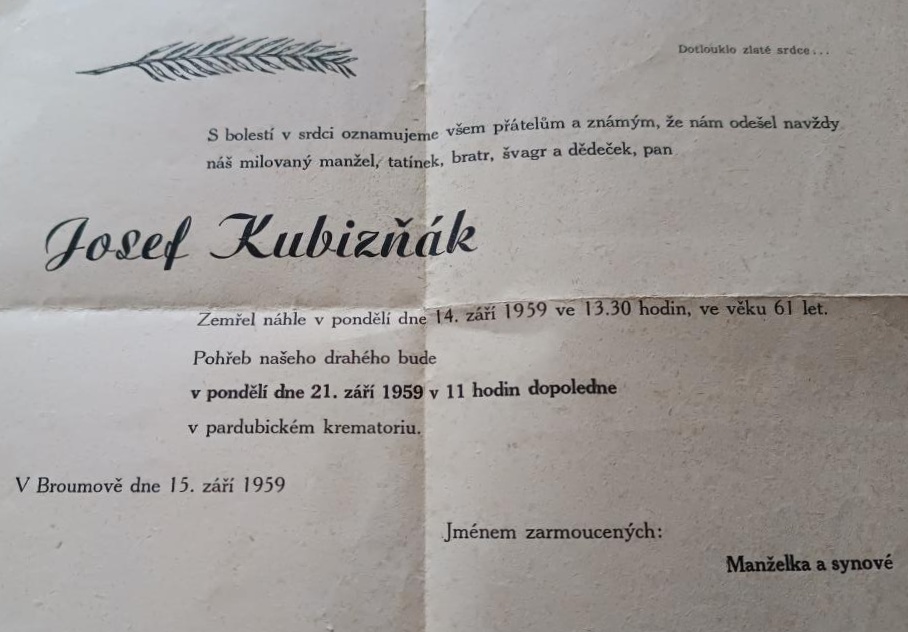 Dotlouklo zlaté srdce...
S bolestí v srdci oznamujeme všem přátelům a známým, že nám odešel navždy
náš milovaný manžel, tatínek, bratr, švagr a dědeček, pan
Josef Kubizňák
Zemřel náhle v pondělí dne 14. září 1959 ve 13.30 hodin, ve věku 61 let.
Pohřeb našeho drahého bude
v pondělí dne 21. září 1959 v 11 hodin dopoledne
v pardubickém krematoriu.
V Broumově dne 15. září 1959
Jménem zarmoucených:
Manželka a synové